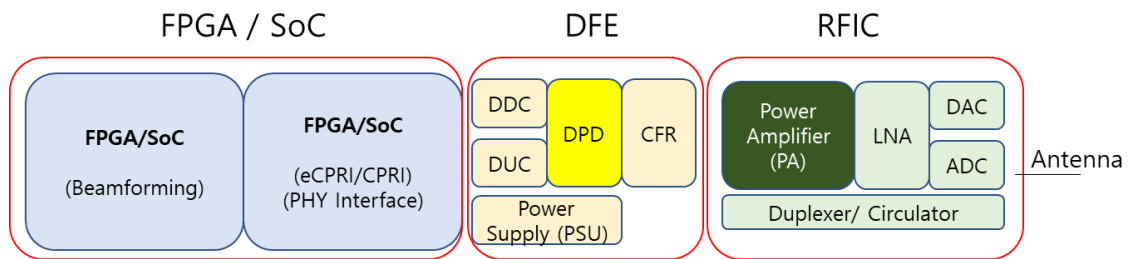 FPGA / SoC
DFE
RFIC
FPGA/SoC
(Beamforming)
FPGA/SoC
(eCPRI/CPRI)
(PHY Interface)
DDC
DUC
DPD
CFR
Power
Supply (PSU)
Power
Amplifier
(PA)
LNA
DAC
ADC
Duplexer/ Circulator
Antenna